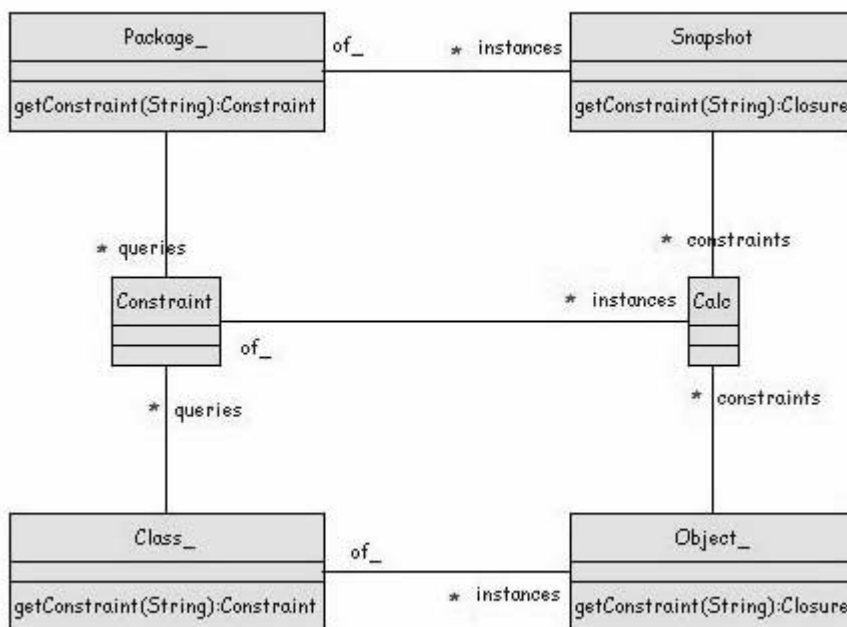 Package_
of_
* instances
Snapshot
getConstraint(String):Constraint
getConstraint(String):Closure
* queries
* constraints
Constraint
* instances
Calc
of_
* queries
* constraints
Class_
of_
Object_
* instances
getConstraint(String):Constraint
getConstraint(String):Closure